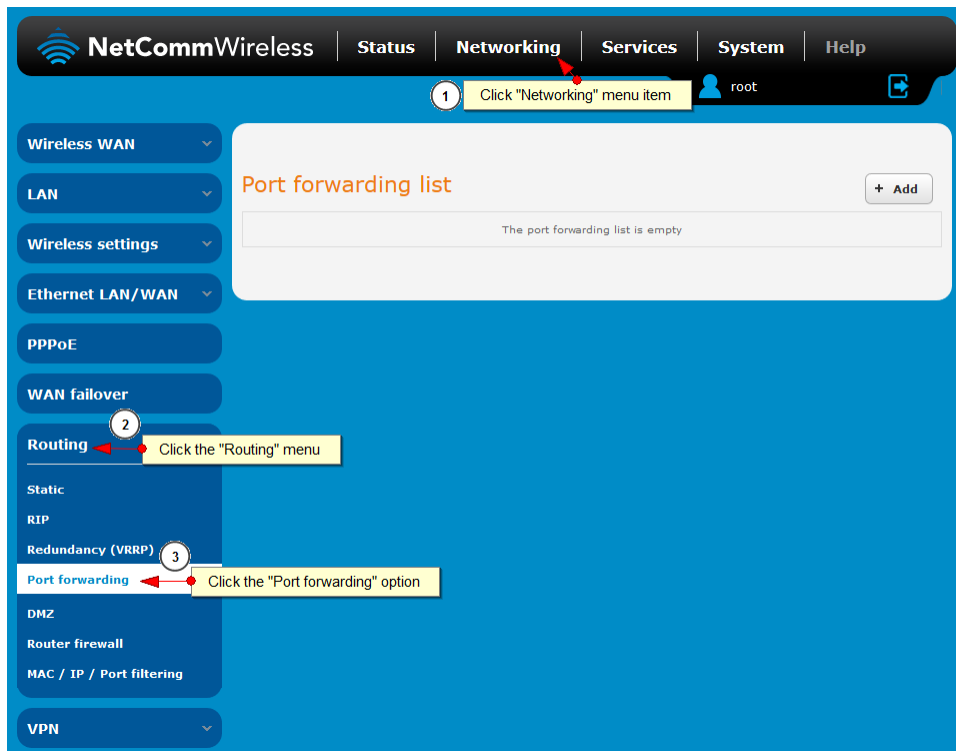 NetCommWireless Status Networking Services System Help
1 Click "Networking" menu item
root
Wireless WAN
LAN
Wireless settings
Ethernet LAN/WAN
PPPoE
WAN failover
2
Routing
Click the "Routing" menu
Static
RIP
Redundancy (VRRP)
3
Port forwarding
Click the "Port forwarding" option
DMZ
Router firewall
MAC / IP / Port filtering
VPN
Port forwarding list
+ Add
The port forwarding list is empty